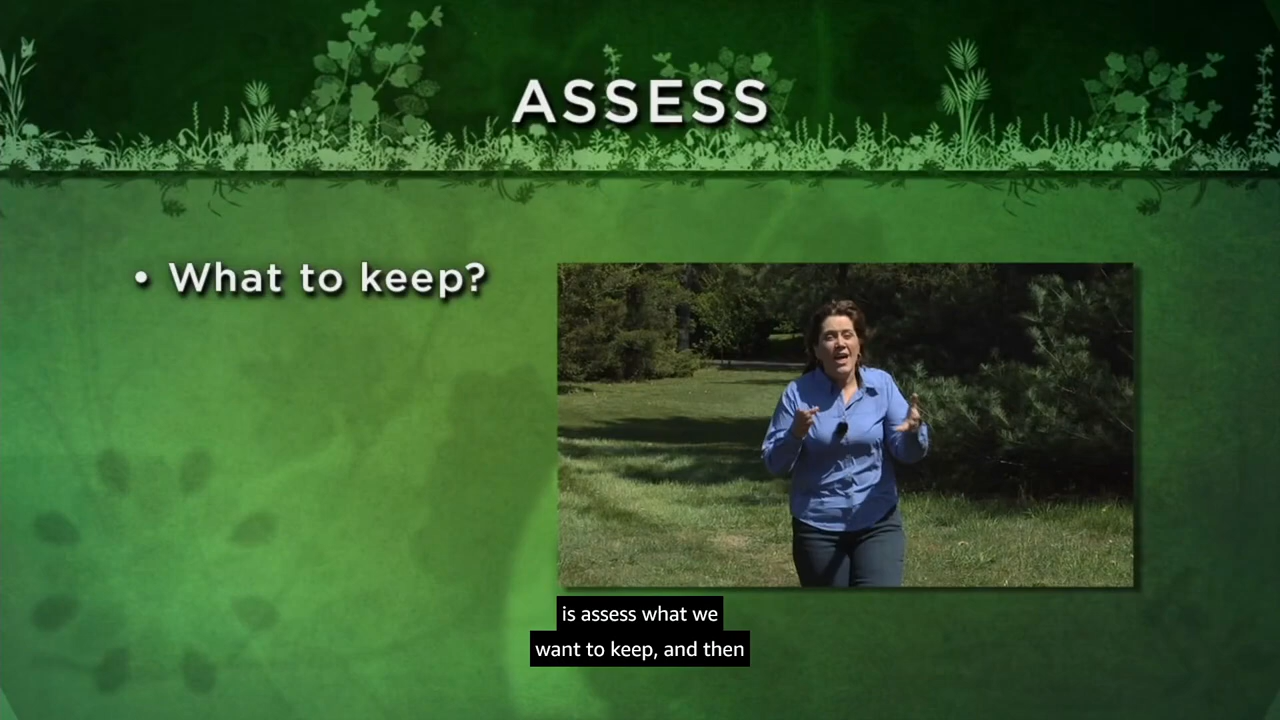 ASSESS
• What to keep?
is assess what we
want to keep, and then